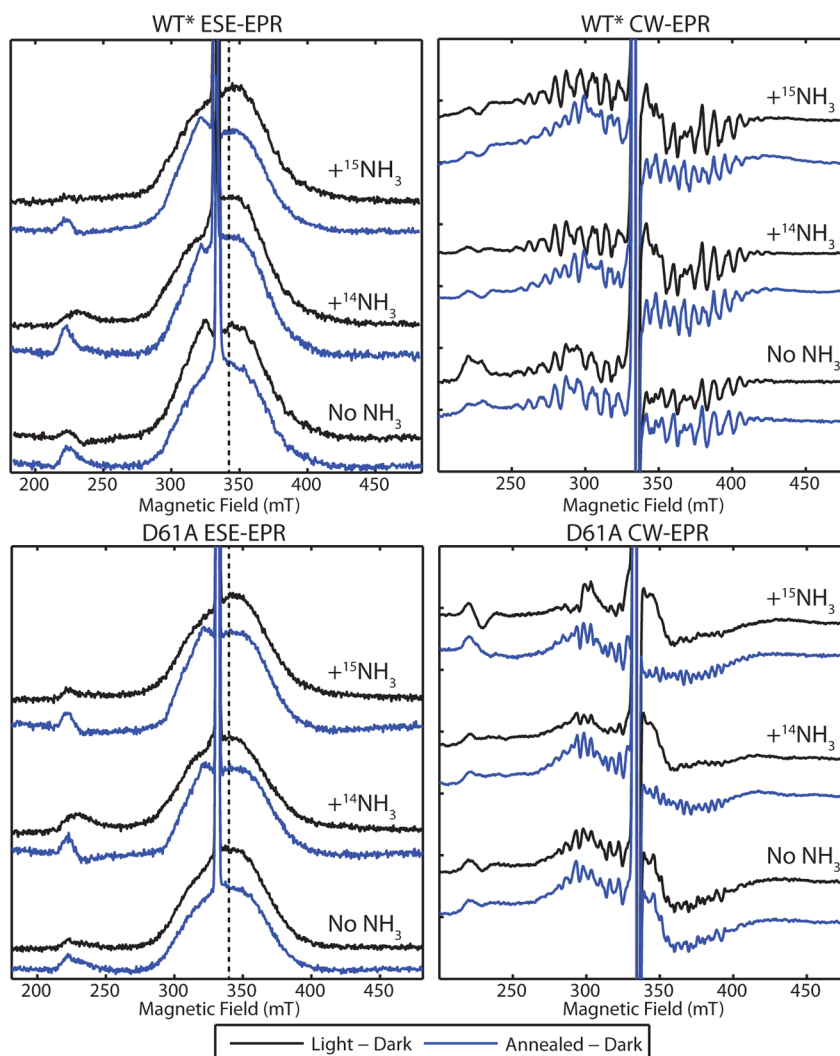 WT* ESE-EPR
+¹⁵NH₃
+¹⁴NH₃
No NH₃
200 250 300 350 400 450
Magnetic Field (mT)
WT* CW-EPR
+¹⁵NH₃
+¹⁴NH₃
No NH₃
250 300 350 400 450
Magnetic Field (mT)
D61A ESE-EPR
+¹⁵NH₃
+¹⁴NH₃
No NH₃
200 250 300 350 400 450
Magnetic Field (mT)
D61A CW-EPR
+¹⁵NH₃
+¹⁴NH₃
No NH₃
250 300 350 400 450
Magnetic Field (mT)
Light – Dark Annealed – Dark